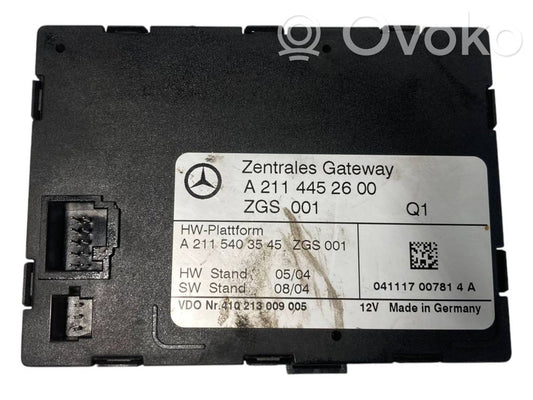 Ovoko
Zentrales Gateway
A 211 445 26 00
ZGS 001 Q1
HW-Plattform
A 211 540 35 45 ZGS 001
HW Stand 05/04
SW Stand 08/04
041117 00781 4 A
VDO Nr. 410 213 009 005 12V Made in Germany